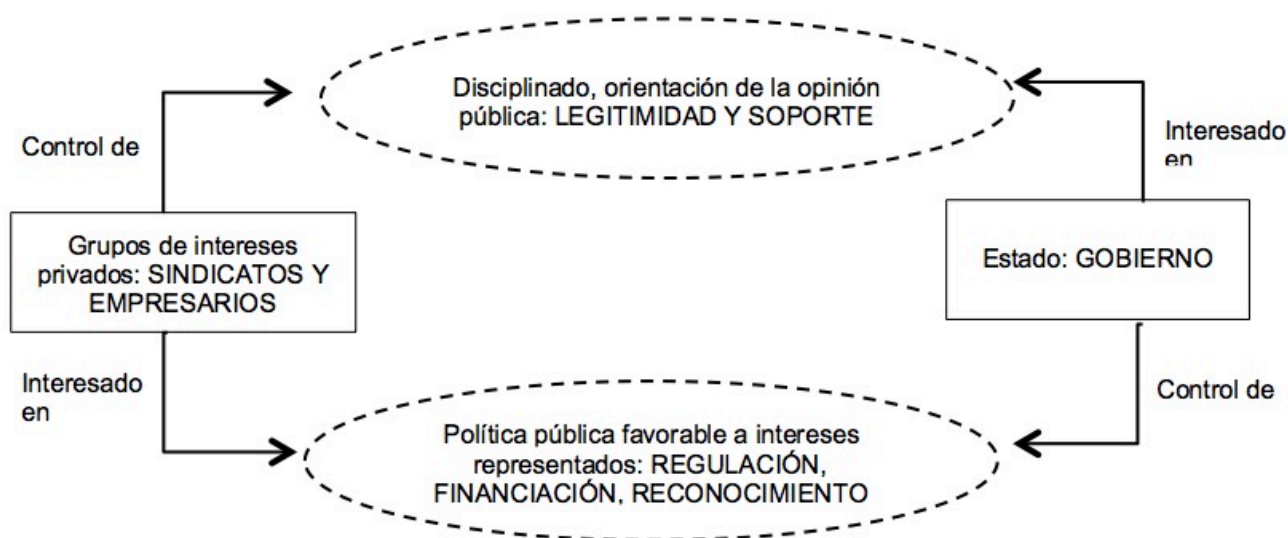 Disciplinado, orientación de la opinión
pública: LEGITIMIDAD Y SOPORTE
Control de
Interesado
en
Grupos de intereses
privados: SINDICATOS Y
EMPRESARIOS
Estado: GOBIERNO
Interesado
en
Control de
Política pública favorable a intereses
representados: REGULACIÓN,
FINANCIACIÓN, RECONOCIMIENTO